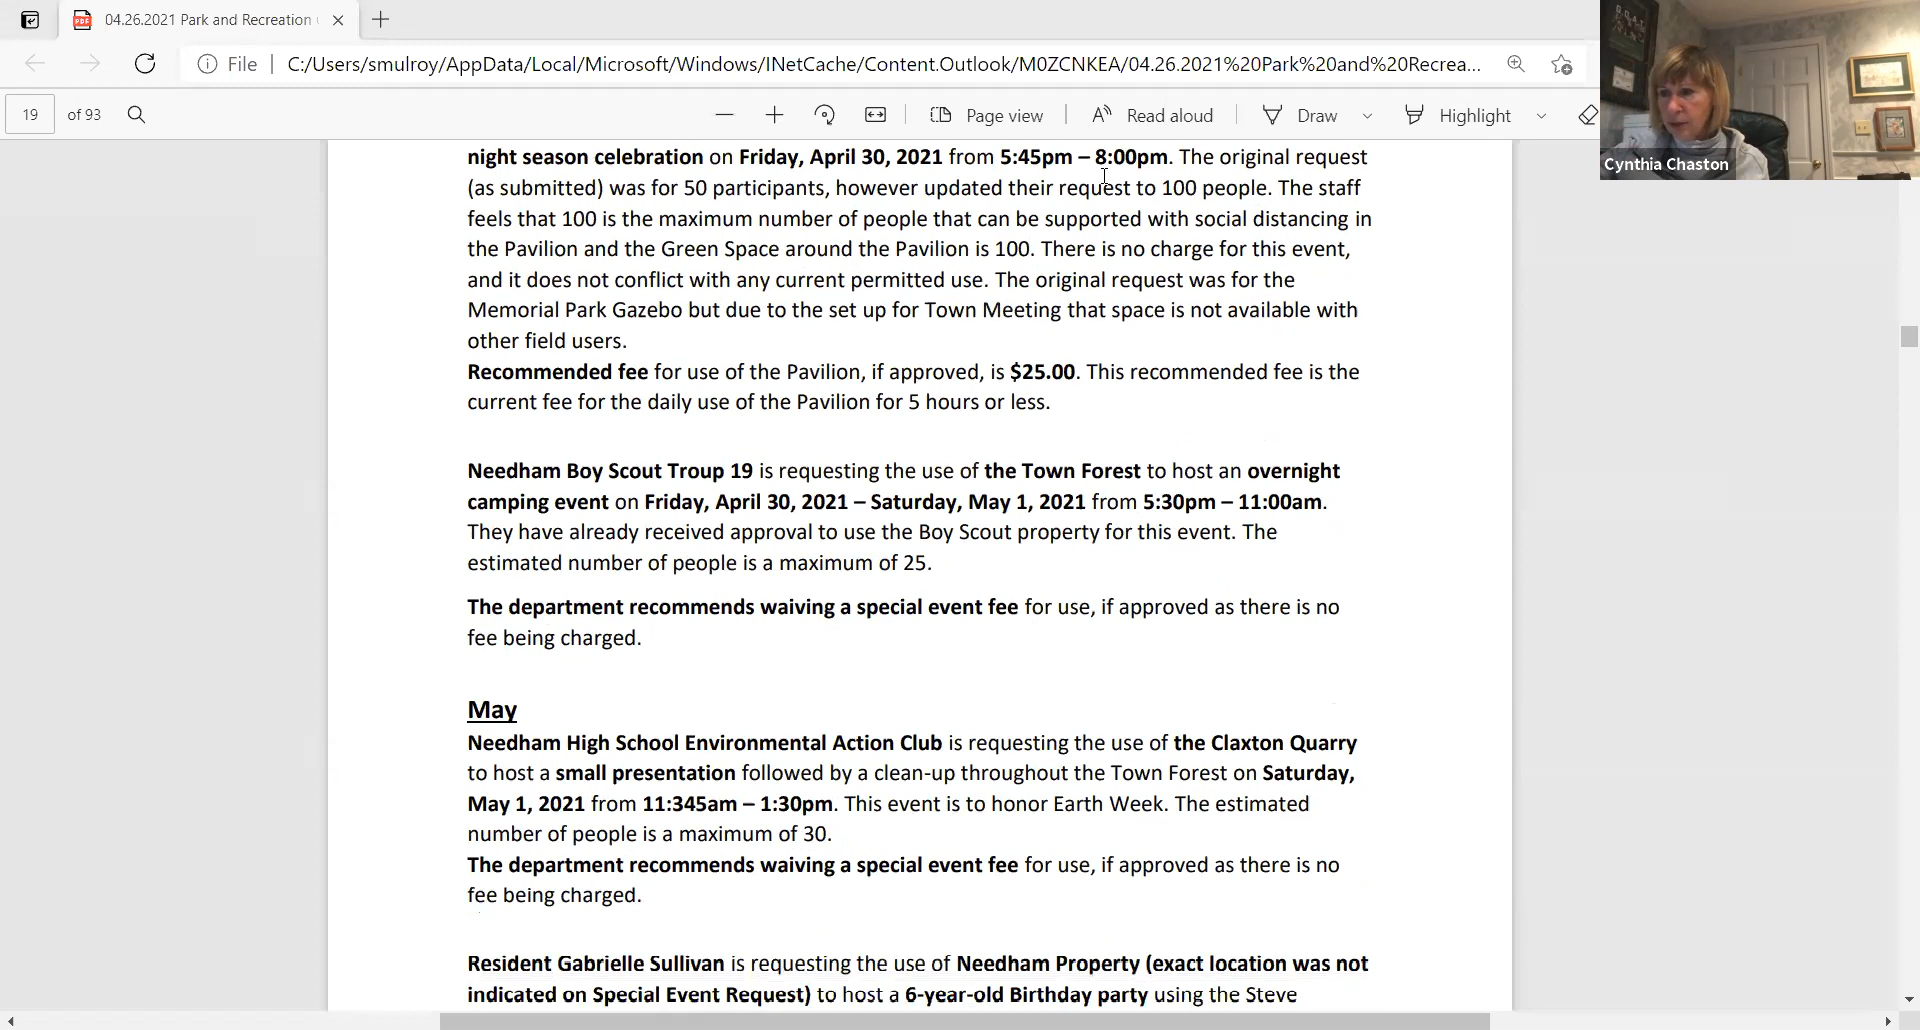 04.26.2021 Park and Recreation
File
C:/Users/smulroy/AppData/Local/Microsoft/Windows/INetCache/Content.Outlook/M0ZCNKEA/04.26.2021%20Park%20and%20Recrea...
19 of 93
Page view
Read aloud
Draw
Highlight
Cynthia Chaston
night season celebration on Friday, April 30, 2021 from 5:45pm – 8:00pm. The original request
(as submitted) was for 50 participants, however updated their request to 100 people. The staff
feels that 100 is the maximum number of people that can be supported with social distancing in
the Pavilion and the Green Space around the Pavilion is 100. There is no charge for this event,
and it does not conflict with any current permitted use. The original request was for the
Memorial Park Gazebo but due to the set up for Town Meeting that space is not available with
other field users.
Recommended fee for use of the Pavilion, if approved, is $25.00. This recommended fee is the
current fee for the daily use of the Pavilion for 5 hours or less.
Needham Boy Scout Troup 19 is requesting the use of the Town Forest to host an overnight
camping event on Friday, April 30, 2021 – Saturday, May 1, 2021 from 5:30pm – 11:00am.
They have already received approval to use the Boy Scout property for this event. The
estimated number of people is a maximum of 25.
The department recommends waiving a special event fee for use, if approved as there is no
fee being charged.
May
Needham High School Environmental Action Club is requesting the use of the Claxton Quarry
to host a small presentation followed by a clean-up throughout the Town Forest on Saturday,
May 1, 2021 from 11:345am – 1:30pm. This event is to honor Earth Week. The estimated
number of people is a maximum of 30.
The department recommends waiving a special event fee for use, if approved as there is no
fee being charged.
Resident Gabrielle Sullivan is requesting the use of Needham Property (exact location was not
indicated on Special Event Request) to host a 6-year-old Birthday party using the Steve